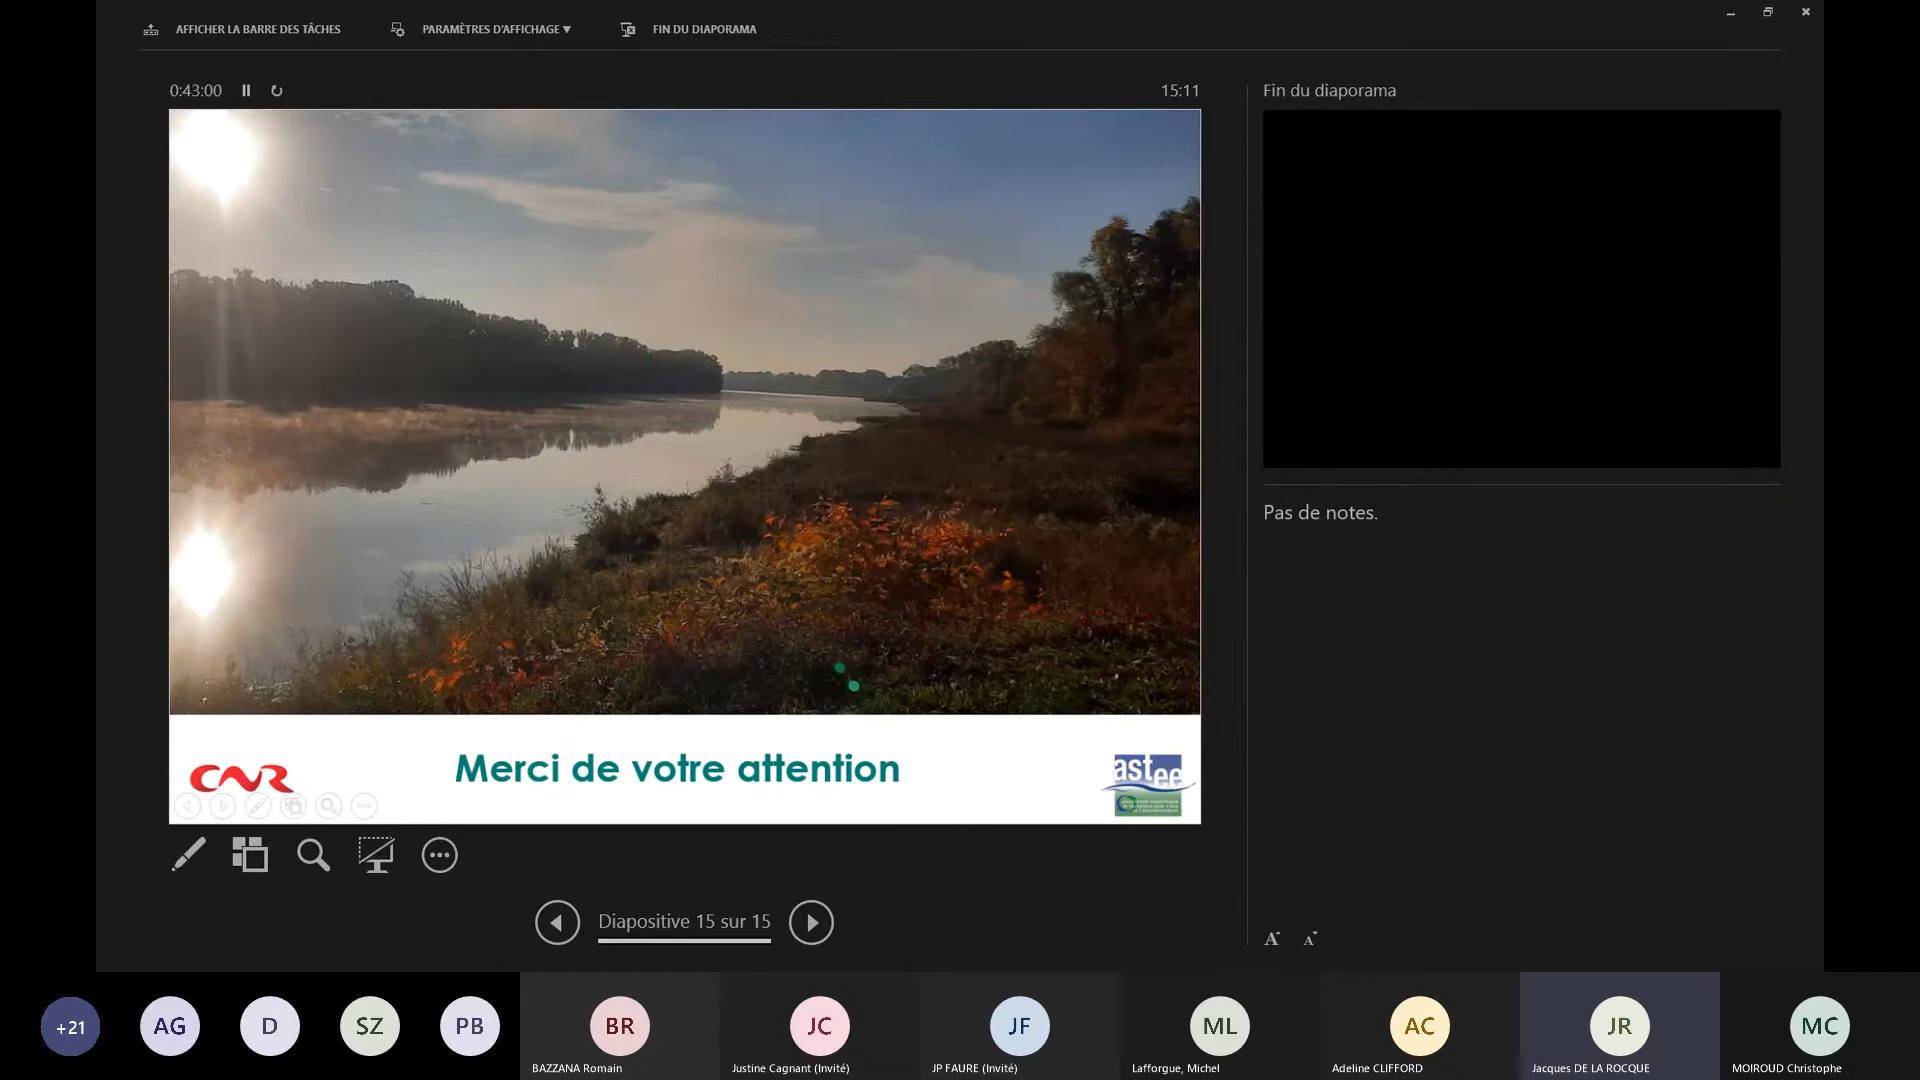 AFFICHER LA BARRE DES TÂCHES
PARAMÈTRES D'AFFICHAGE
FIN DU DIAPORAMA
0:43:00
15:11
Fin du diaporama
Pas de notes.
CNR
Merci de votre attention
astee
Diapositive 15 sur 15
A A
+21
AG
D
SZ
PB
BR
JC
JF
ML
AC
JR
MC
BAZZANA Romain
Justine Cagnant (Invité)
JP FAURE (Invité)
Lafforgue, Michel
Adeline CLIFFORD
Jacques DE LA ROCQUE
MOIROUD Christophe